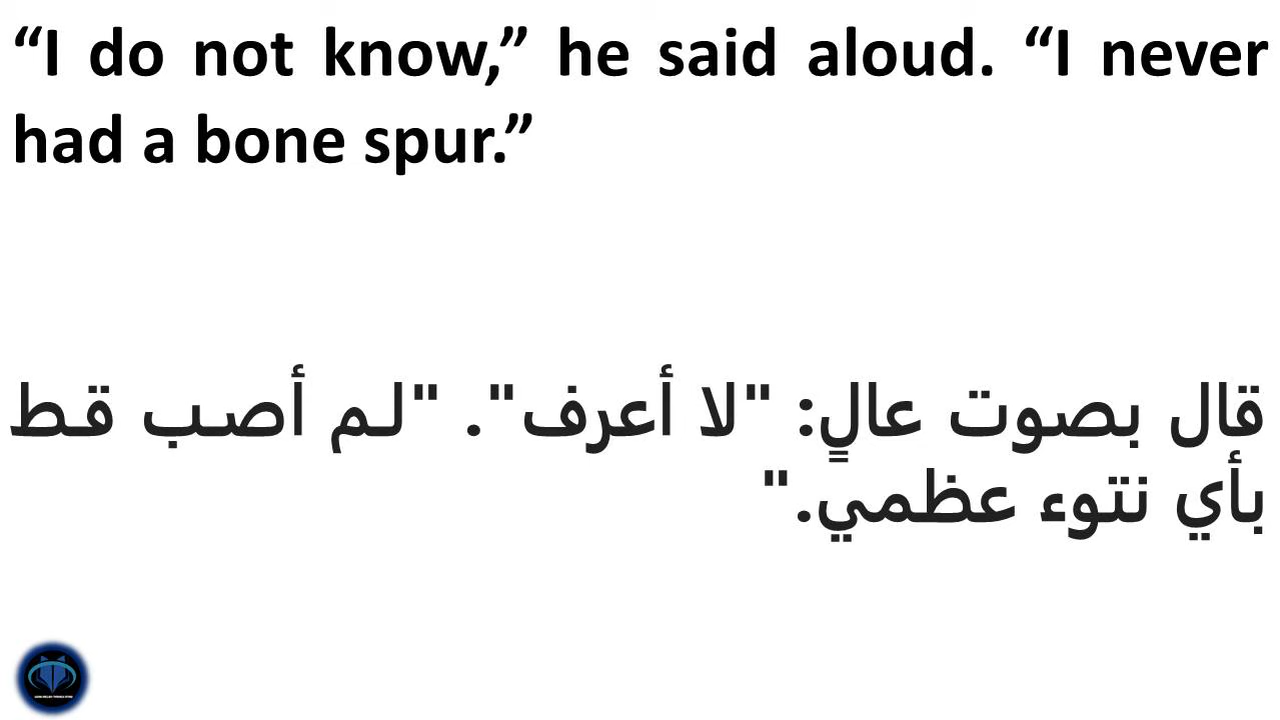 “I do not know,” he said aloud. “I never
had a bone spur.”
قال بصوت عالٍ: "لا أعرف". "لم أصب قط
بأي نتوء عظمي."